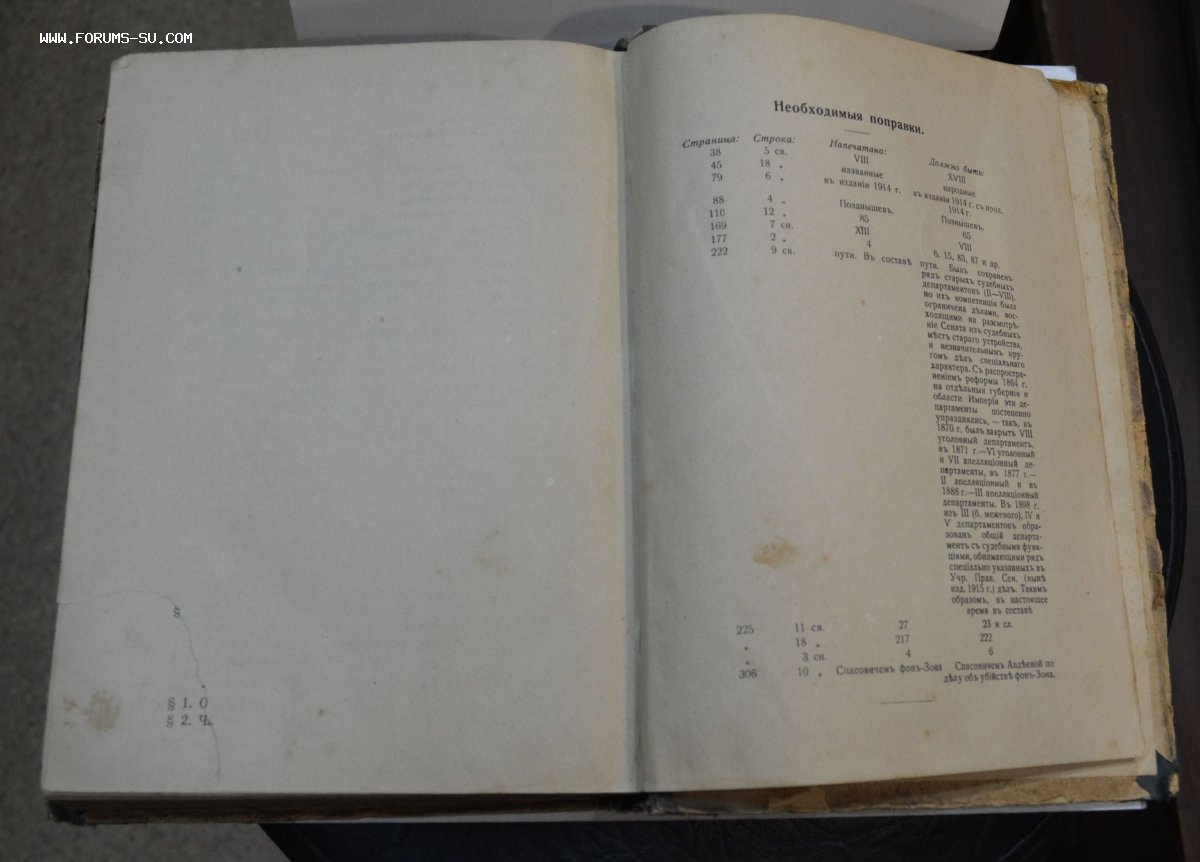 WWW.FORUMS-SU.COM
§
§ 1. О
§ 2. Ч
Необходимыя поправки.
Страница: Строка: Напечатано: Должно быть:
38 5 св. VIII XVIII
45 18 „ названные народные
79 6 „ въ изданіи 1914 г. въ изданіи 1914 г. съ прод.
1914 г.
88 4 „ Позднышев. Познышевъ.
110 12 „ 85 65
169 7 сн. XIII VIII
177 2 „ 4 6, 15, 83, 87 и др.
222 9 св. пути. Въ составѣ пути. Былъ сохраненъ
рядъ старыхъ судебныхъ
департаментовъ (II—VIII),
но ихъ компетенція была
ограничена дѣлами, вос-
ходящими на разсмотрѣ-
ніе Сената изъ судебныхъ
мѣстъ стараго устройства,
и незначительнымъ кру-
гомъ дѣлъ спеціальнаго
характера. Съ распростра-
неніемъ реформы 1864 г.
на отдѣльныя губерніи и
области Имперіи эти де-
партаменты постепенно
упразднялись, — такъ, въ
1870 г. былъ закрытъ VIII
уголовный департаментъ,
въ 1871 г.—VI уголовный
и VII апелляціонный де-
партаменты, въ 1877 г.—
II апелляціонный и въ
1888 г.—III апелляціонный
департаменты. Въ 1898 г.
изъ III (б. межевого), IV и
V департаментовъ обра-
зованъ общій департа-
ментъ съ судебными функ-
ціями, обнимающими рядъ
спеціально указанныхъ въ
Учр. Прав. Сен. (нынѣ
изд. 1915 г.) дѣлъ. Такимъ
образомъ, въ настоящее
время въ составѣ
225 11 св. 27 23 и сл.
„ 18 „ 217 222
„ 3 сн. 4 6
306 10 „ Спасовичемъ фонъ-Зона Спасовичемъ Авдѣевой по
дѣлу объ убійствѣ фонъ-Зона.